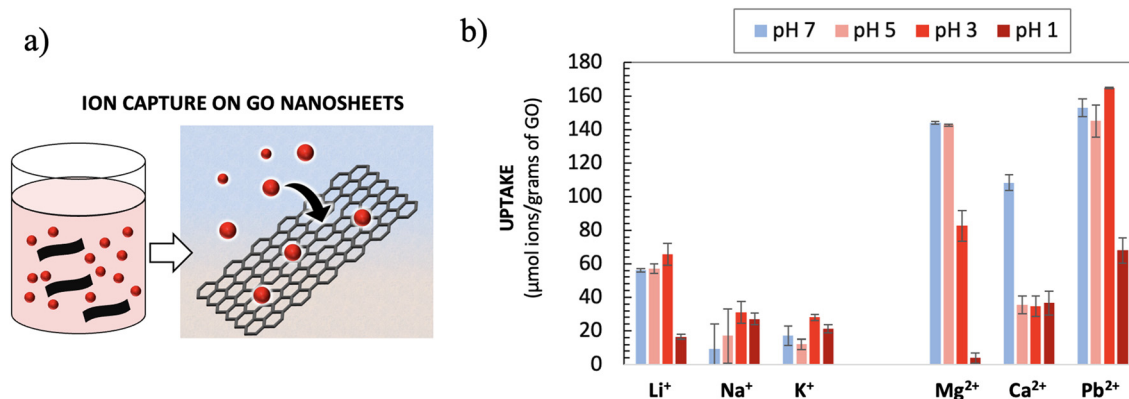 a)
ION CAPTURE ON GO NANOSHEETS
b)
pH 7 pH 5 pH 3 pH 1
UPTAKE
(µmol ions/grams of GO)
180
160
140
120
100
80
60
40
20
0
Li⁺ Na⁺ K⁺ Mg²⁺ Ca²⁺ Pb²⁺